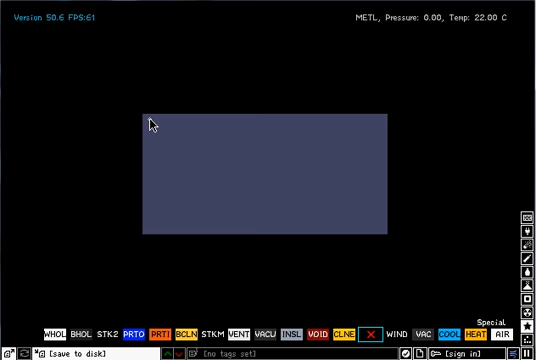 Version 50.6 FPS:61
METL, Pressure: 0.00, Temp: 22.00 C
Special
WHOL BHOL STK2 PRTO PRTI BCLN STKM VENT VACU INSL VOID CLNE WIND VAC COOL HEAT AIR
[save to disk] [no tags set] [sign in]